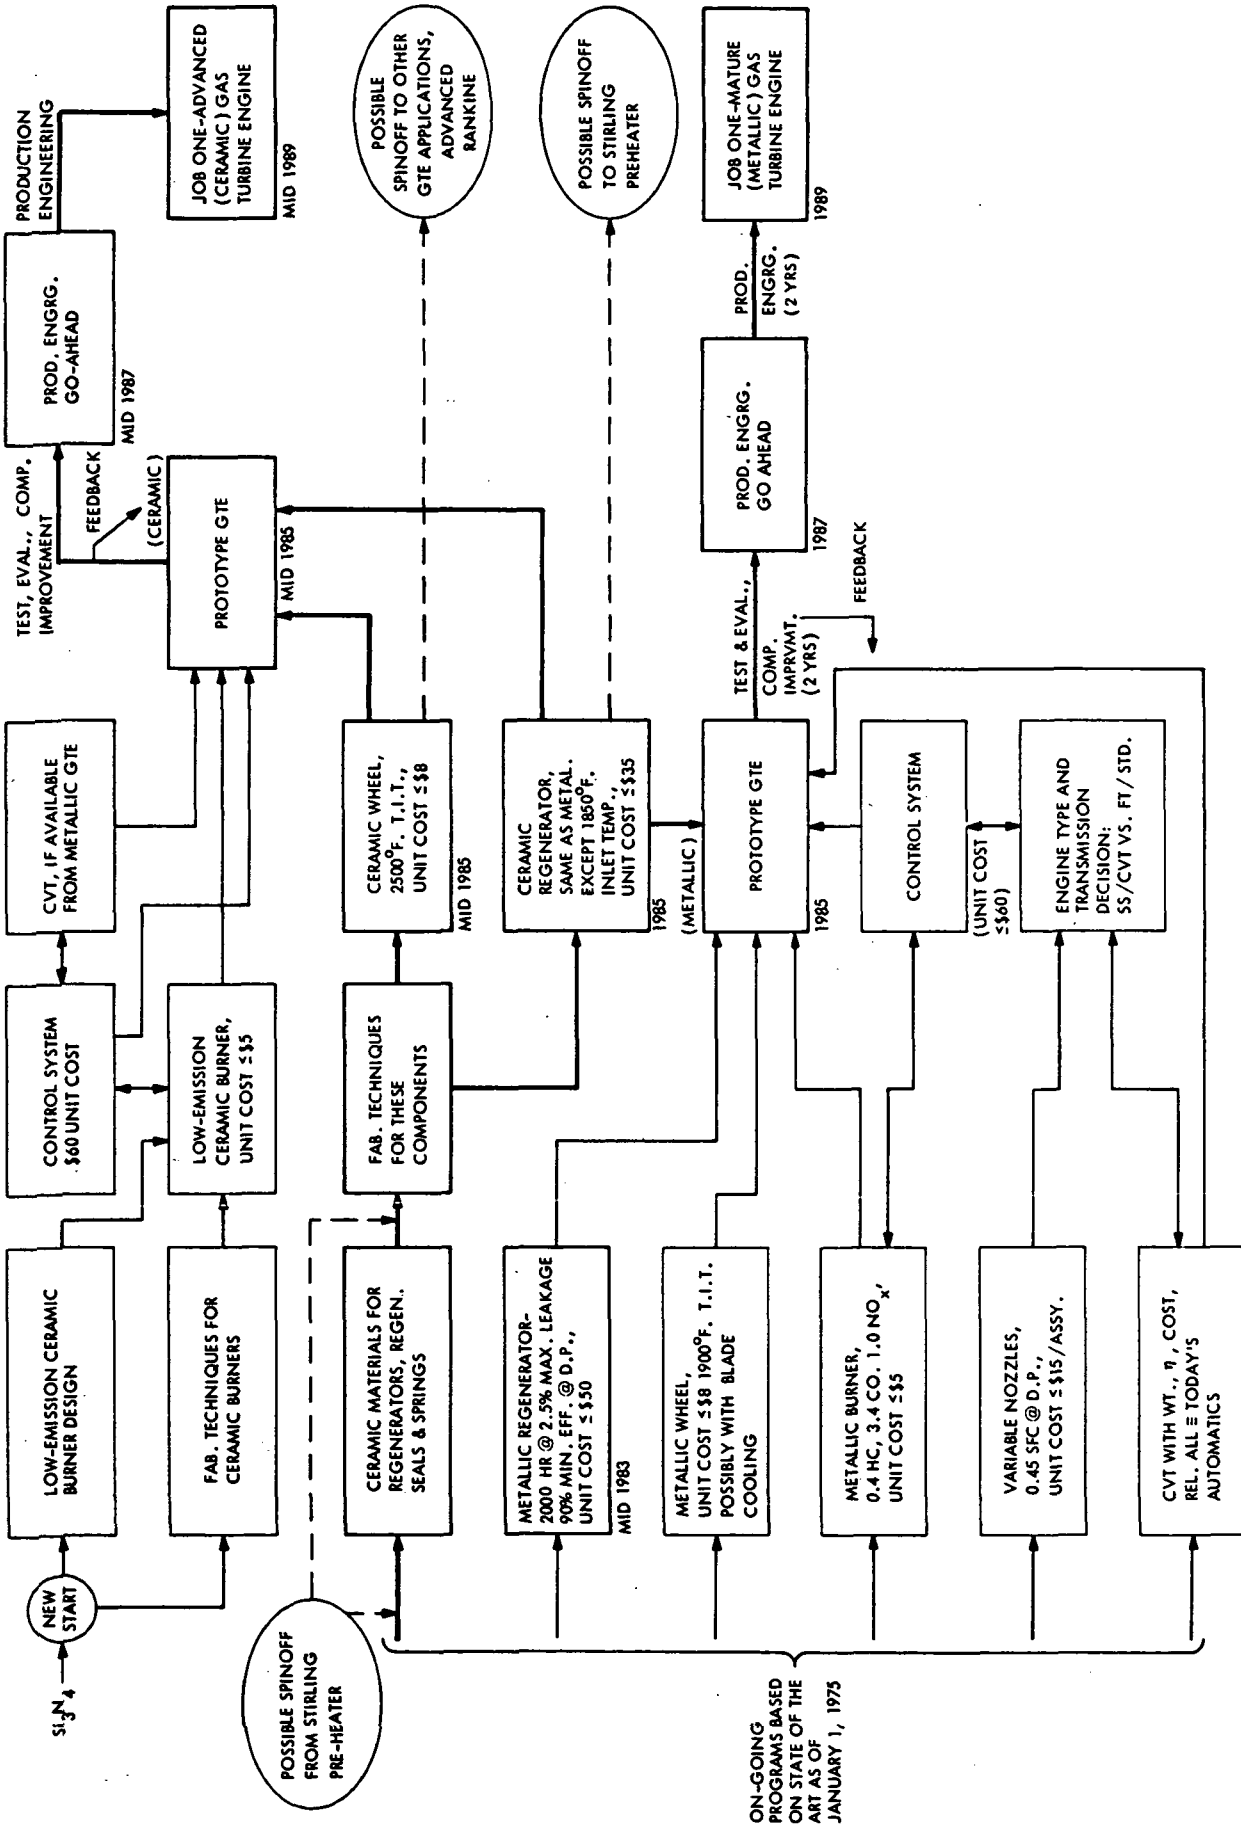 Si3N4
NEW
START
LOW-EMISSION CERAMIC
BURNER DESIGN
FAB. TECHNIQUES FOR
CERAMIC BURNERS
CONTROL SYSTEM
$60 UNIT COST
LOW-EMISSION
CERAMIC BURNER,
UNIT COST ≤ $5
CVT, IF AVAILABLE
FROM METALLIC GTE
PROTOTYPE GTE
MID 1985
(CERAMIC)
FEEDBACK
TEST, EVAL., COMP.
IMPROVEMENT
PROD. ENGRG.
GO-AHEAD
MID 1987
PRODUCTION
ENGINEERING
JOB ONE-ADVANCED
(CERAMIC) GAS
TURBINE ENGINE
MID 1989
POSSIBLE SPINOFF
FROM STIRLING
PRE-HEATER
CERAMIC MATERIALS FOR
REGENERATORS, REGEN..
SEALS & SPRINGS
FAB. TECHNIQUES
FOR THESE
COMPONENTS
CERAMIC WHEEL,
2500°F. T.I.T.,
UNIT COST ≤ $8
MID 1985
POSSIBLE
SPINOFF TO OTHER
GTE APPLICATIONS,
ADVANCED
RANKINE
CERAMIC
REGENERATOR,
SAME AS METAL.
EXCEPT 1850°F.
INLET TEMP.,
UNIT COST ≤ $35
1985
POSSIBLE SPINOFF
TO STIRLING
PREHEATER
ON-GOING
PROGRAMS BASED
ON STATE OF THE
ART AS OF
JANUARY 1, 1975
METALLIC REGENERATOR-
2000 HR @ 2.5% MAX. LEAKAGE
90% MIN. EFF. @ D.P.,
UNIT COST ≤ $50
MID 1983
METALLIC WHEEL,
UNIT COST ≤ $8 1900°F. T.I.T.
POSSIBLY WITH BLADE
COOLING
METALLIC BURNER,
0.4 HC, 3.4 CO. 1.0 NOx,
UNIT COST ≤ $5
VARIABLE NOZZLES,
0.45 SFC @ D.P.,
UNIT COST ≤ $15/ASSY.
CVT WITH WT., η, COST,
REL. ALL ≡ TODAY'S
AUTOMATICS
(METALLIC)
PROTOTYPE GTE
1985
CONTROL SYSTEM
(UNIT COST
≤ $60)
ENGINE TYPE AND
TRANSMISSION
DECISION:
SS/CVT VS. FT/STD.
TEST & EVAL.,
COMP.
IMPRVMT.
(2 YRS)
FEEDBACK
PROD. ENGRG.
GO AHEAD
1987
PROD.
ENGRG.
(2 YRS)
JOB ONE-MATURE
(METALLIC) GAS
TURBINE ENGINE
1989